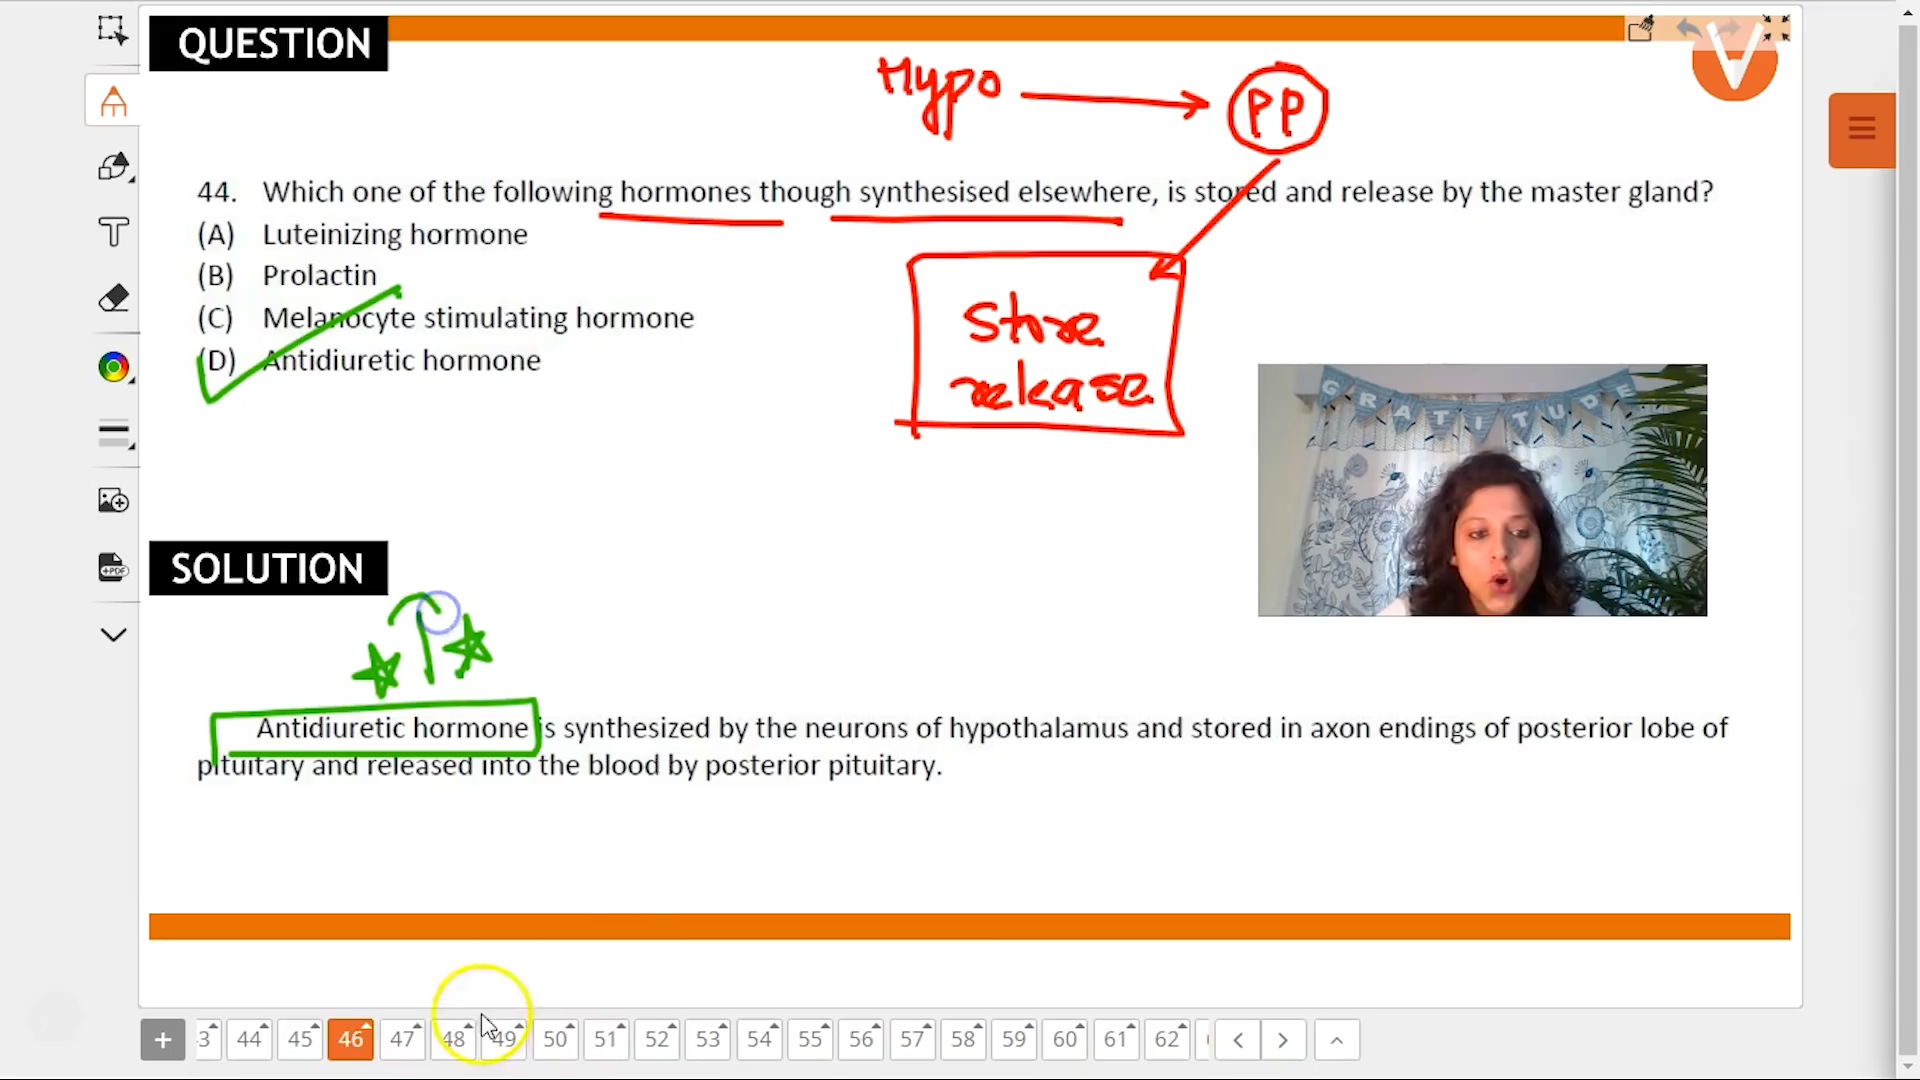 QUESTION
Hypo
PP
44. Which one of the following hormones though synthesised elsewhere, is stored and release by the master gland?
(A) Luteinizing hormone
(B) Prolactin
(C) Melanocyte stimulating hormone
(D) Antidiuretic hormone
Store
release
GRATITUDE
SOLUTION
Antidiuretic hormone is synthesized by the neurons of hypothalamus and stored in axon endings of posterior lobe of
pituitary and released into the blood by posterior pituitary.
+PDF
+ 3 44 45 46 47 48 49 50 51 52 53 54 55 56 57 58 59 60 61 62